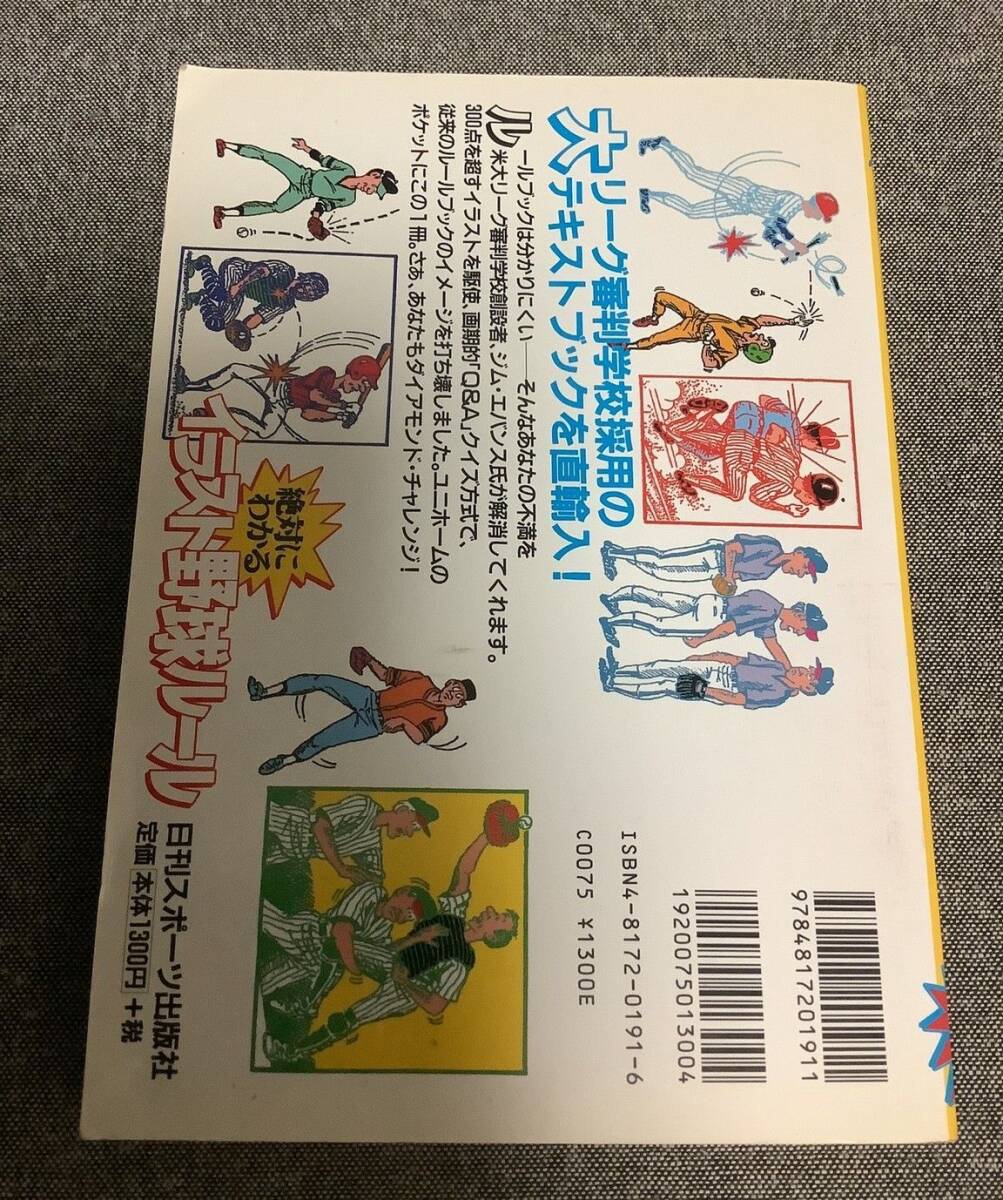 大リーグ審判学校採用の
大テキストブックを直輸入!
ルールブックは分かりにくい――そんなあなたの不満を
米大リーグ審判学校創設者、ジム・エバンス氏が解消してくれます。
300点を超すイラストを駆使、画期的「Q&A」クイズ方式で、
従来のルールブックのイメージを打ち壊しました。ユニホームの
ポケットにこの1冊。さあ、あなたもダイアモンド・チャレンジ!
絶対に
わかる
イラスト野球ルール
9784817201911
1920075013004
ISBN4-8172-0191-6
C0075 ¥1300E
日刊スポーツ出版社
定価 本体1300円 +税